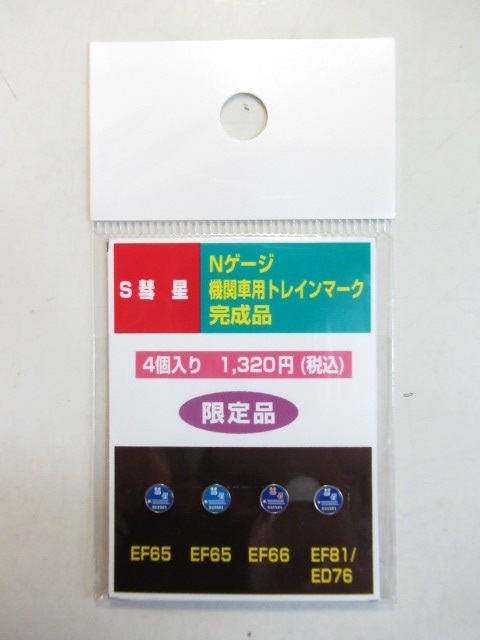 S彗星
Nゲージ
機関車用トレインマーク
完成品
4個入り 1,320円(税込)
限定品
EF65 EF65 EF66 EF81/
ED76